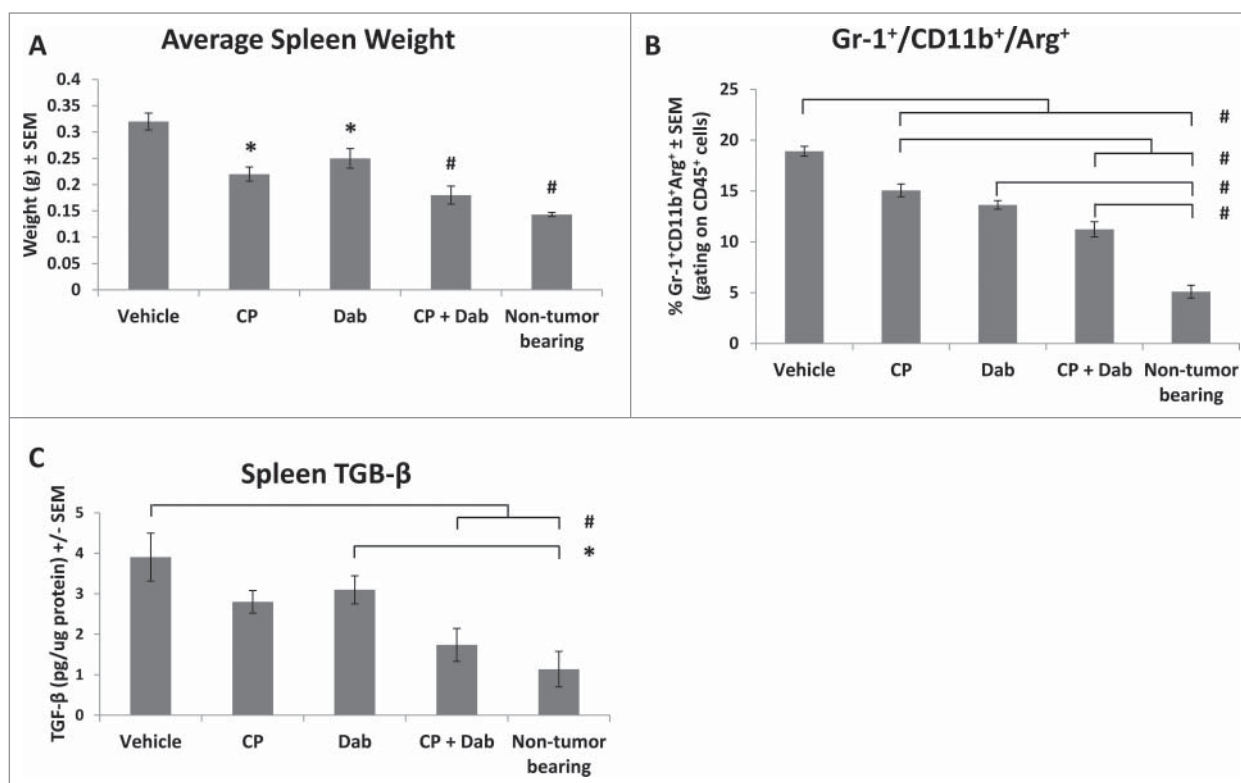 A
Average Spleen Weight
Weight (g) ± SEM
0.4
0.35
0.3
0.25
0.2
0.15
0.1
0.05
0
*
*
#
#
Vehicle
CP
Dab
CP + Dab
Non-tumor
bearing
B
Gr-1⁺/CD11b⁺/Arg⁺
% Gr-1⁺CD11b⁺Arg⁺ ± SEM
(gating on CD45⁺ cells)
25
20
15
10
5
0
#
#
#
#
Vehicle
CP
Dab
CP + Dab
Non-tumor
bearing
C
Spleen TGB-β
TGF-β (pg/ug protein) +/- SEM
5
4
3
2
1
0
#
*
Vehicle
CP
Dab
CP + Dab
Non-tumor
bearing